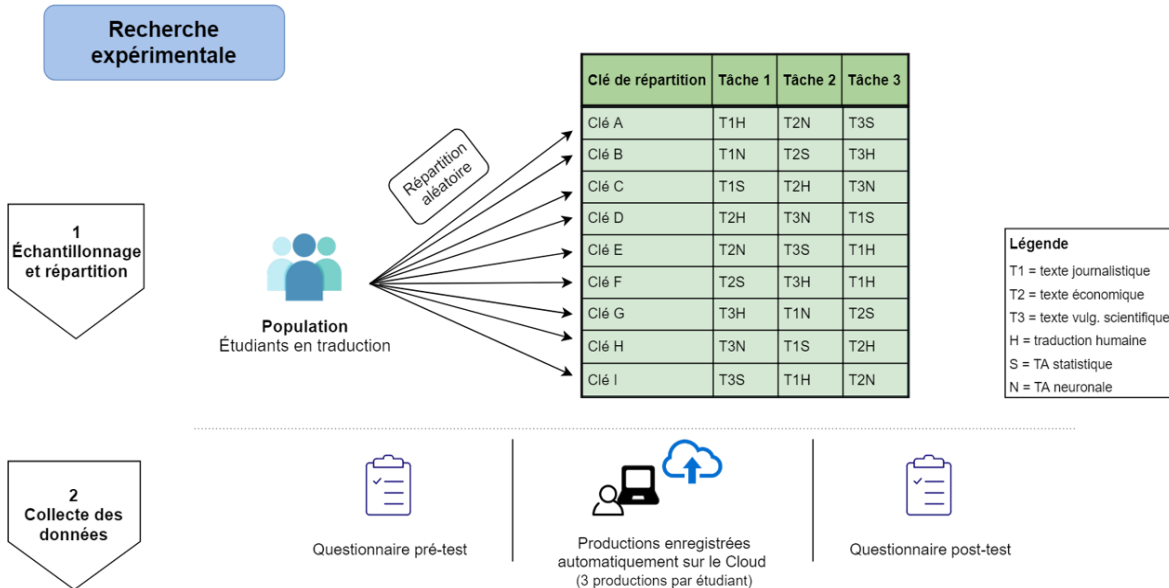 Recherche
expérimentale
Clé de répartition Tâche 1 Tâche 2 Tâche 3
Clé A T1H T2N T3S
Clé B T1N T2S T3H
Clé C T1S T2H T3N
Clé D T2H T3N T1S
Clé E T2N T3S T1H
Clé F T2S T3H T1H
Clé G T3H T1N T2S
Clé H T3N T1S T2H
Clé I T3S T1H T2N
Répartition
aléatoire
1
Échantillonnage
et répartition
Population
Étudiants en traduction
Légende
T1 = texte journalistique
T2 = texte économique
T3 = texte vulg. scientifique
H = traduction humaine
S = TA statistique
N = TA neuronale
2
Collecte des
données
Questionnaire pré-test
Productions enregistrées
automatiquement sur le Cloud
(3 productions par étudiant)
Questionnaire post-test